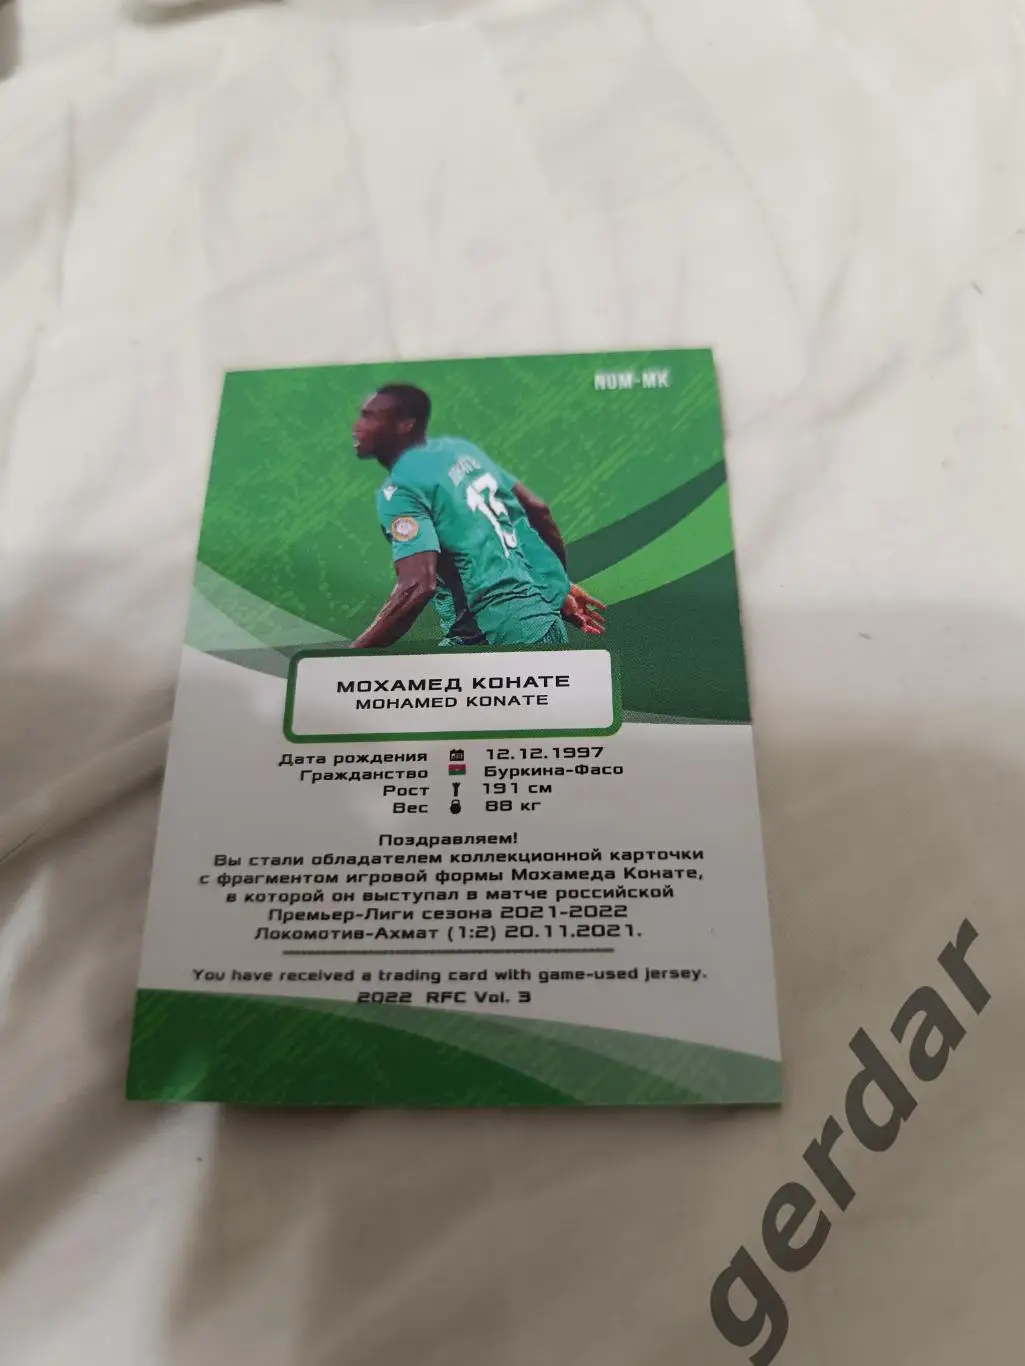 NUM-MK
13
МОХАМЕД КОНАТЕ
MOHAMED KONATE
Дата рождения 12.12.1997
Гражданство Буркина-Фасо
Рост 191 см
Вес 88 кг
Поздравляем!
Вы стали обладателем коллекционной карточки
с фрагментом игровой формы Мохамеда Конате,
в которой он выступал в матче российской
Премьер-Лиги сезона 2021-2022
Локомотив-Ахмат (1:2) 20.11.2021.
You have received a trading card with game-used jersey.
2022 RFC Vol. 3
gerdar